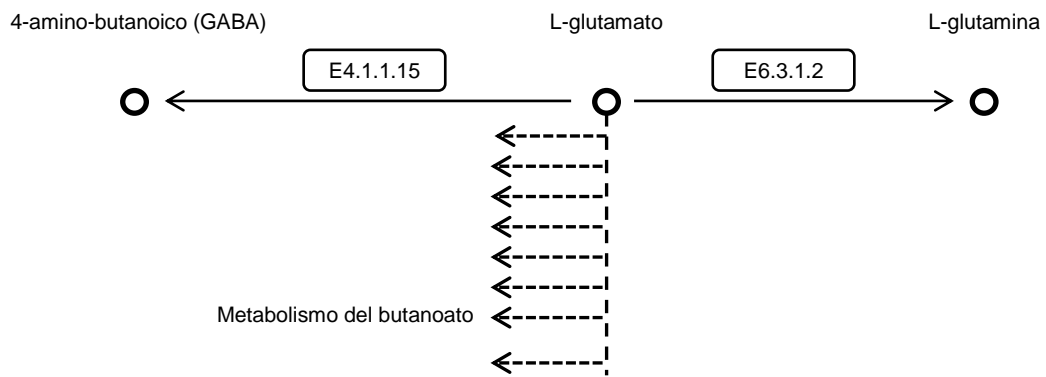 4-amino-butanoico (GABA)
L-glutamato
L-glutamina
E4.1.1.15
E6.3.1.2
Metabolismo del butanoato